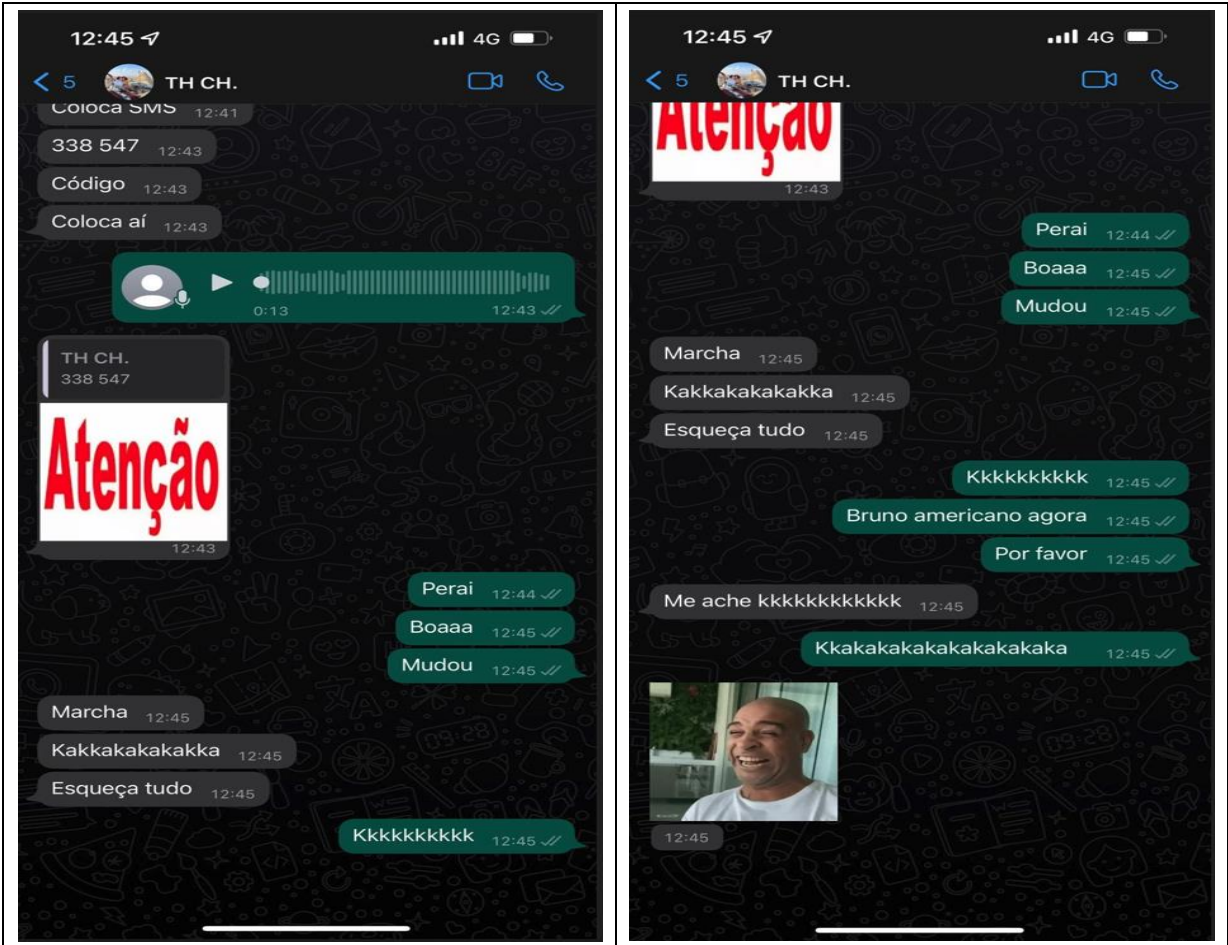 12:45
4G
5
TH CH.
Coloca SMS 12:41
338 547 12:43
Código 12:43
Coloca aí 12:43
0:13 12:43
TH CH.
338 547
Atenção
12:43
Perai 12:44
Boaaa 12:45
Mudou 12:45
Marcha 12:45
Kakkakakakakka 12:45
Esqueça tudo 12:45
Kkkkkkkkkk 12:45
12:45
4G
5
TH CH.
Atenção
12:43
Perai 12:44
Boaaa 12:45
Mudou 12:45
Marcha 12:45
Kakkakakakakka 12:45
Esqueça tudo 12:45
Kkkkkkkkkk 12:45
Bruno americano agora 12:45
Por favor 12:45
Me ache kkkkkkkkkkkk 12:45
Kkakakakakakakakakaka 12:45
12:45